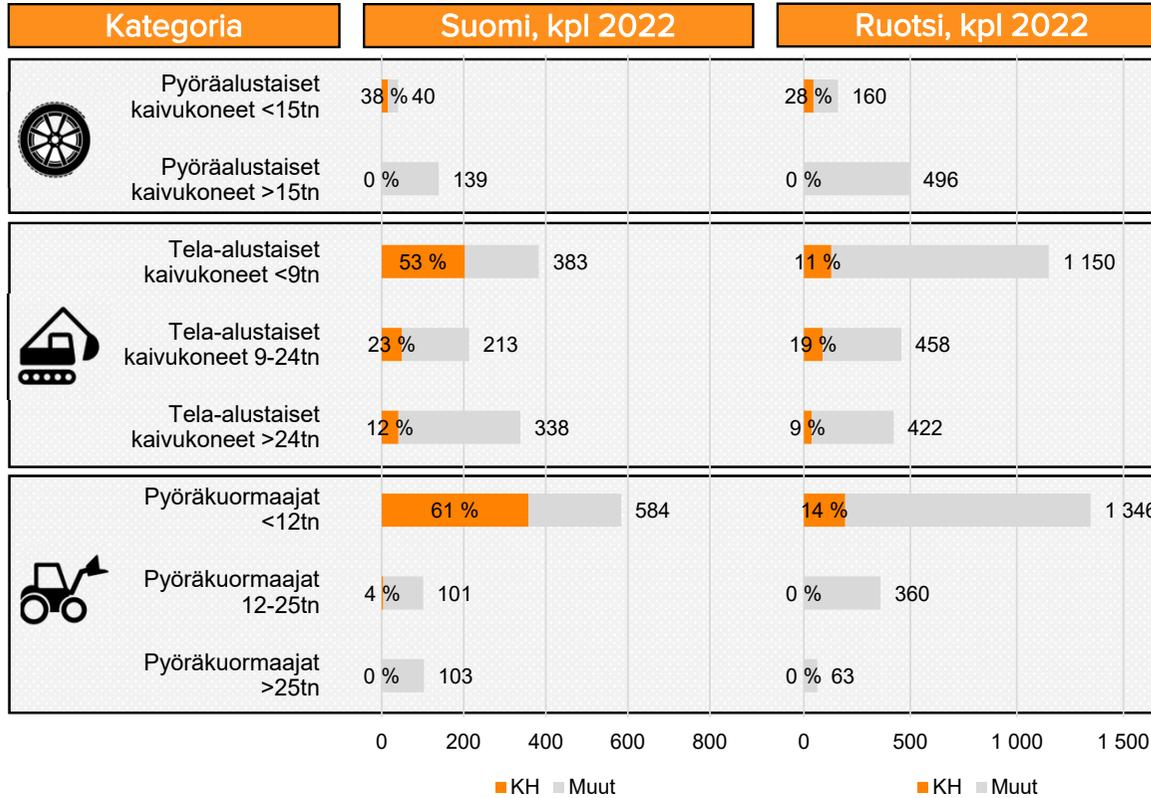 Kategoria
Suomi, kpl 2022
Ruotsi, kpl 2022
Pyöräalustaiset
kaivukoneet <15tn
38 % 40
28 % 160
Pyöräalustaiset
kaivukoneet >15tn
0 % 139
0 % 496
Tela-alustaiset
kaivukoneet <9tn
53 % 383
11 % 1 150
Tela-alustaiset
kaivukoneet 9-24tn
23 % 213
19 % 458
Tela-alustaiset
kaivukoneet >24tn
12 % 338
9 % 422
Pyöräkuormaajat
<12tn
61 % 584
14 % 1 346
Pyöräkuormaajat
12-25tn
4 % 101
0 % 360
Pyöräkuormaajat
>25tn
0 % 103
0 % 63
0 200 400 600 800
0 500 1 000 1 500
KH Muut
KH Muut